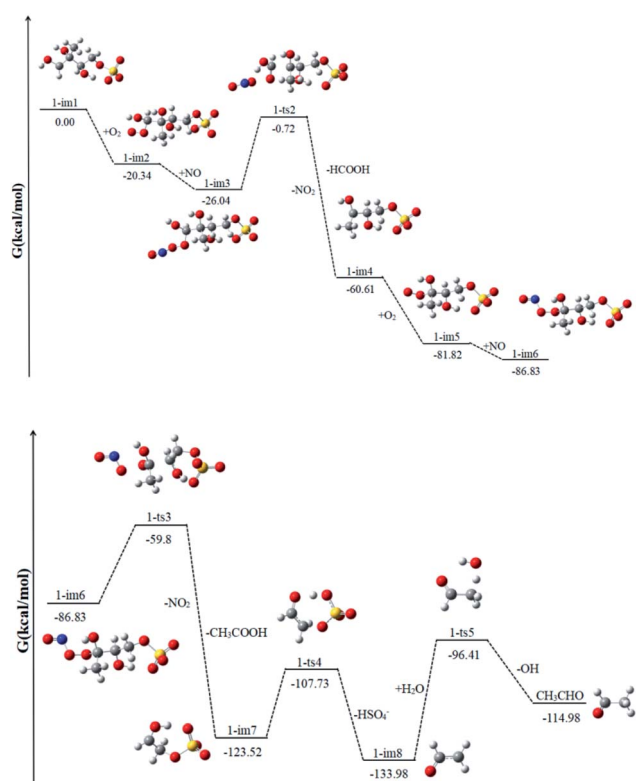 G(kcal/mol)
1-im1
0.00
+O₂
1-im2
-20.34
+NO
1-im3
-26.04
1-ts2
-0.72
-HCOOH
-NO₂
1-im4
-60.61
+O₂
1-im5
-81.82
+NO
1-im6
-86.83
G(kcal/mol)
1-im6
-86.83
1-ts3
-59.8
-NO₂
-CH₃COOH
1-im7
-123.52
1-ts4
-107.73
-HSO₄⁻
1-im8
-133.98
+H₂O
1-ts5
-96.41
-OH
CH₃CHO
-114.98